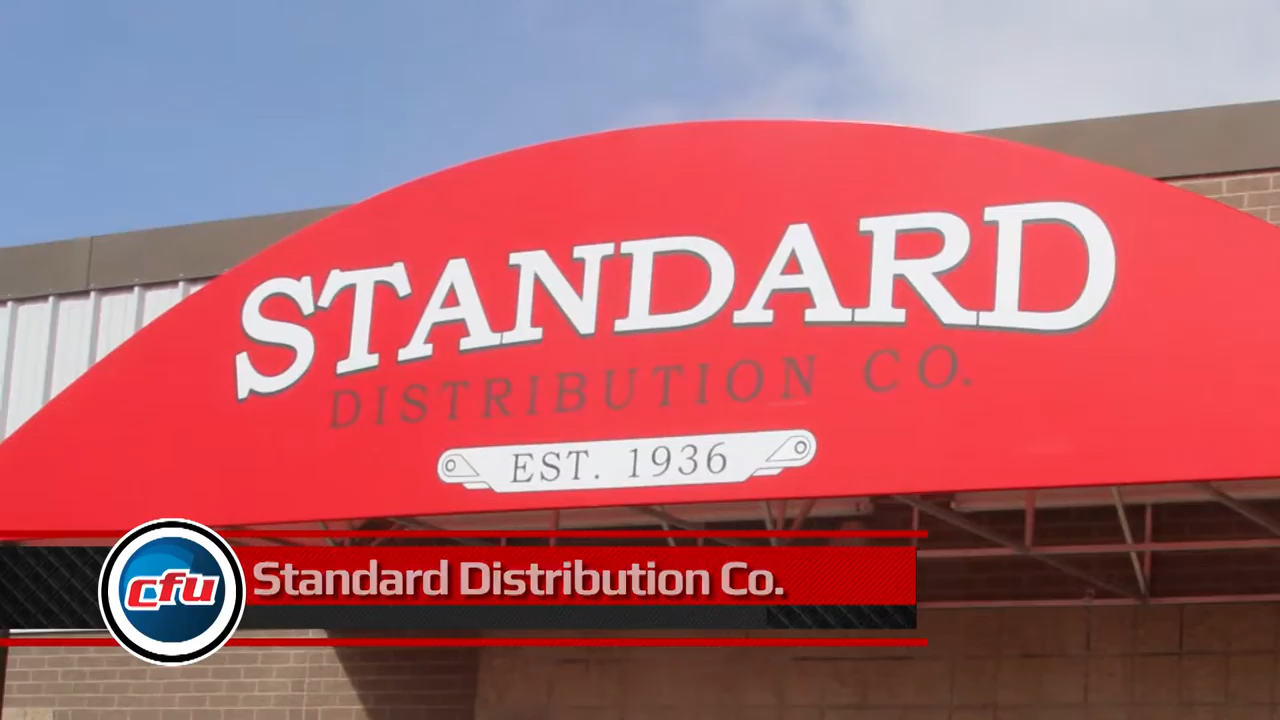 STANDARD
DISTRIBUTION CO.
EST. 1936
cfu
Standard Distribution Co.